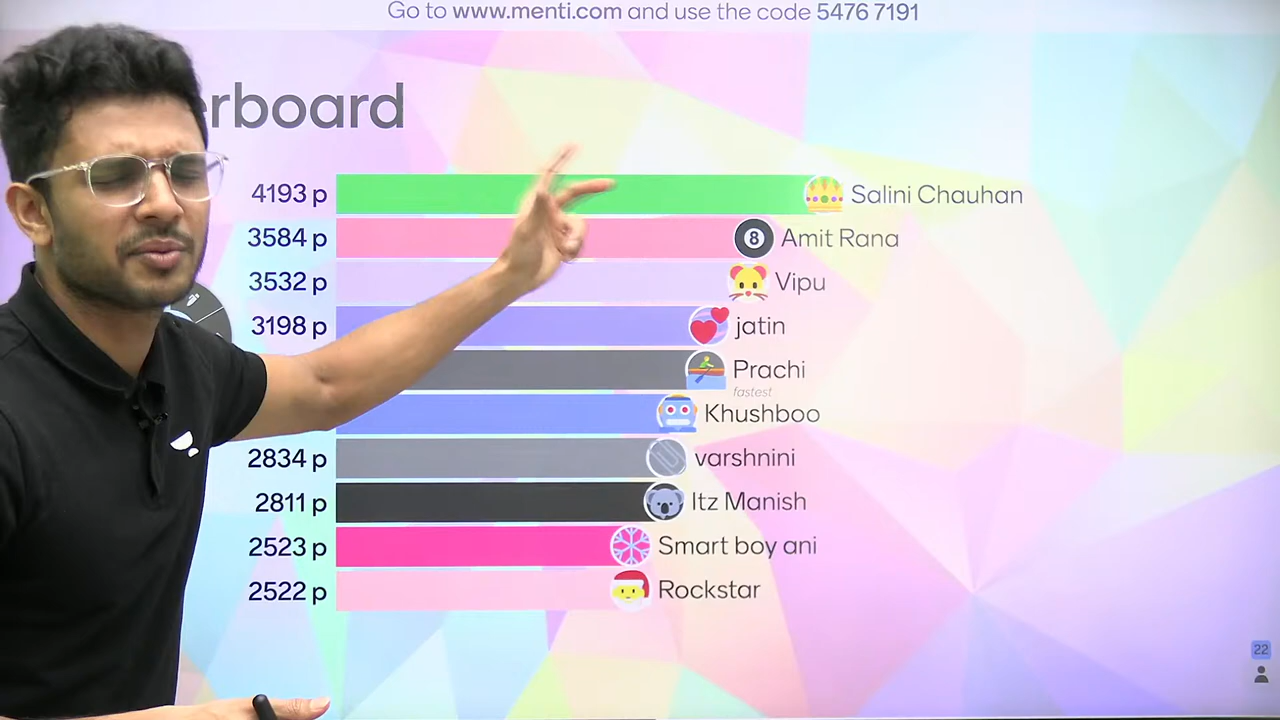 Go to www.menti.com and use the code 5476 7191
erboard
4193 p Salini Chauhan
3584 p 8 Amit Rana
3532 p Vipu
3198 p jatin
Prachi
fastest
Khushboo
2834 p varshnini
2811 p Itz Manish
2523 p Smart boy ani
2522 p Rockstar
22